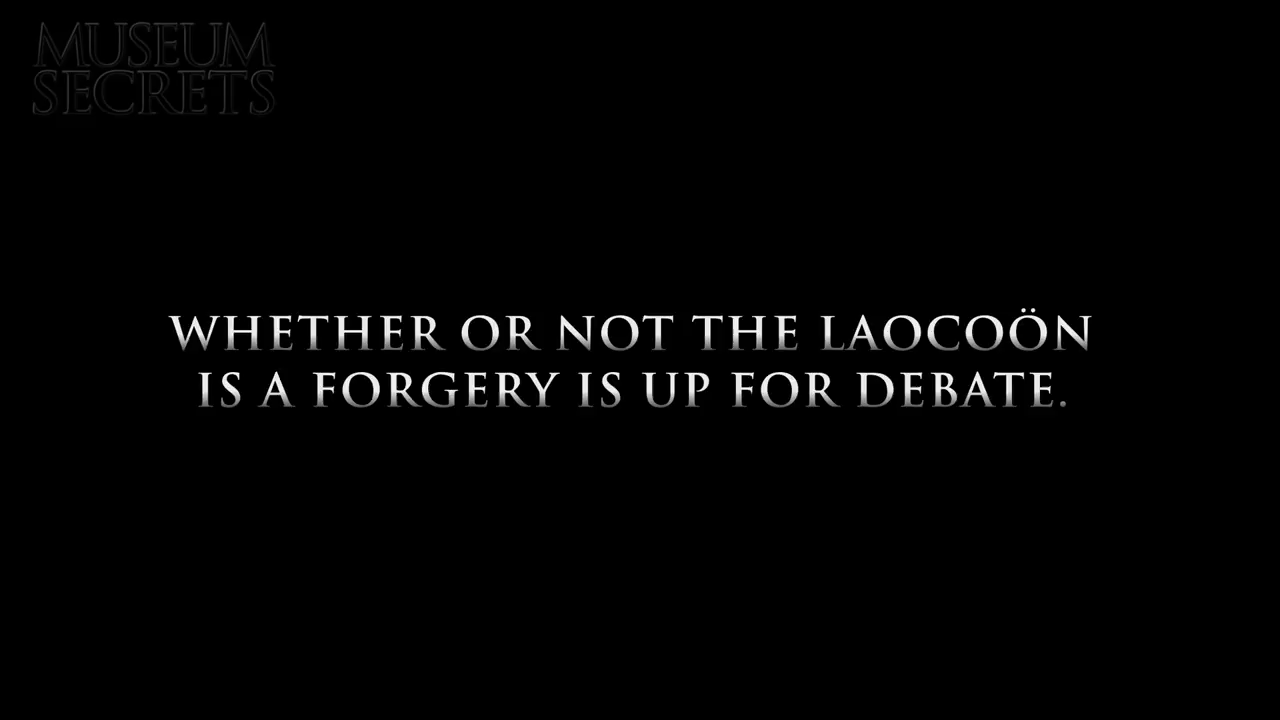 MUSEUM
SECRETS
WHETHER OR NOT THE LAOCOÖN
IS A FORGERY IS UP FOR DEBATE.